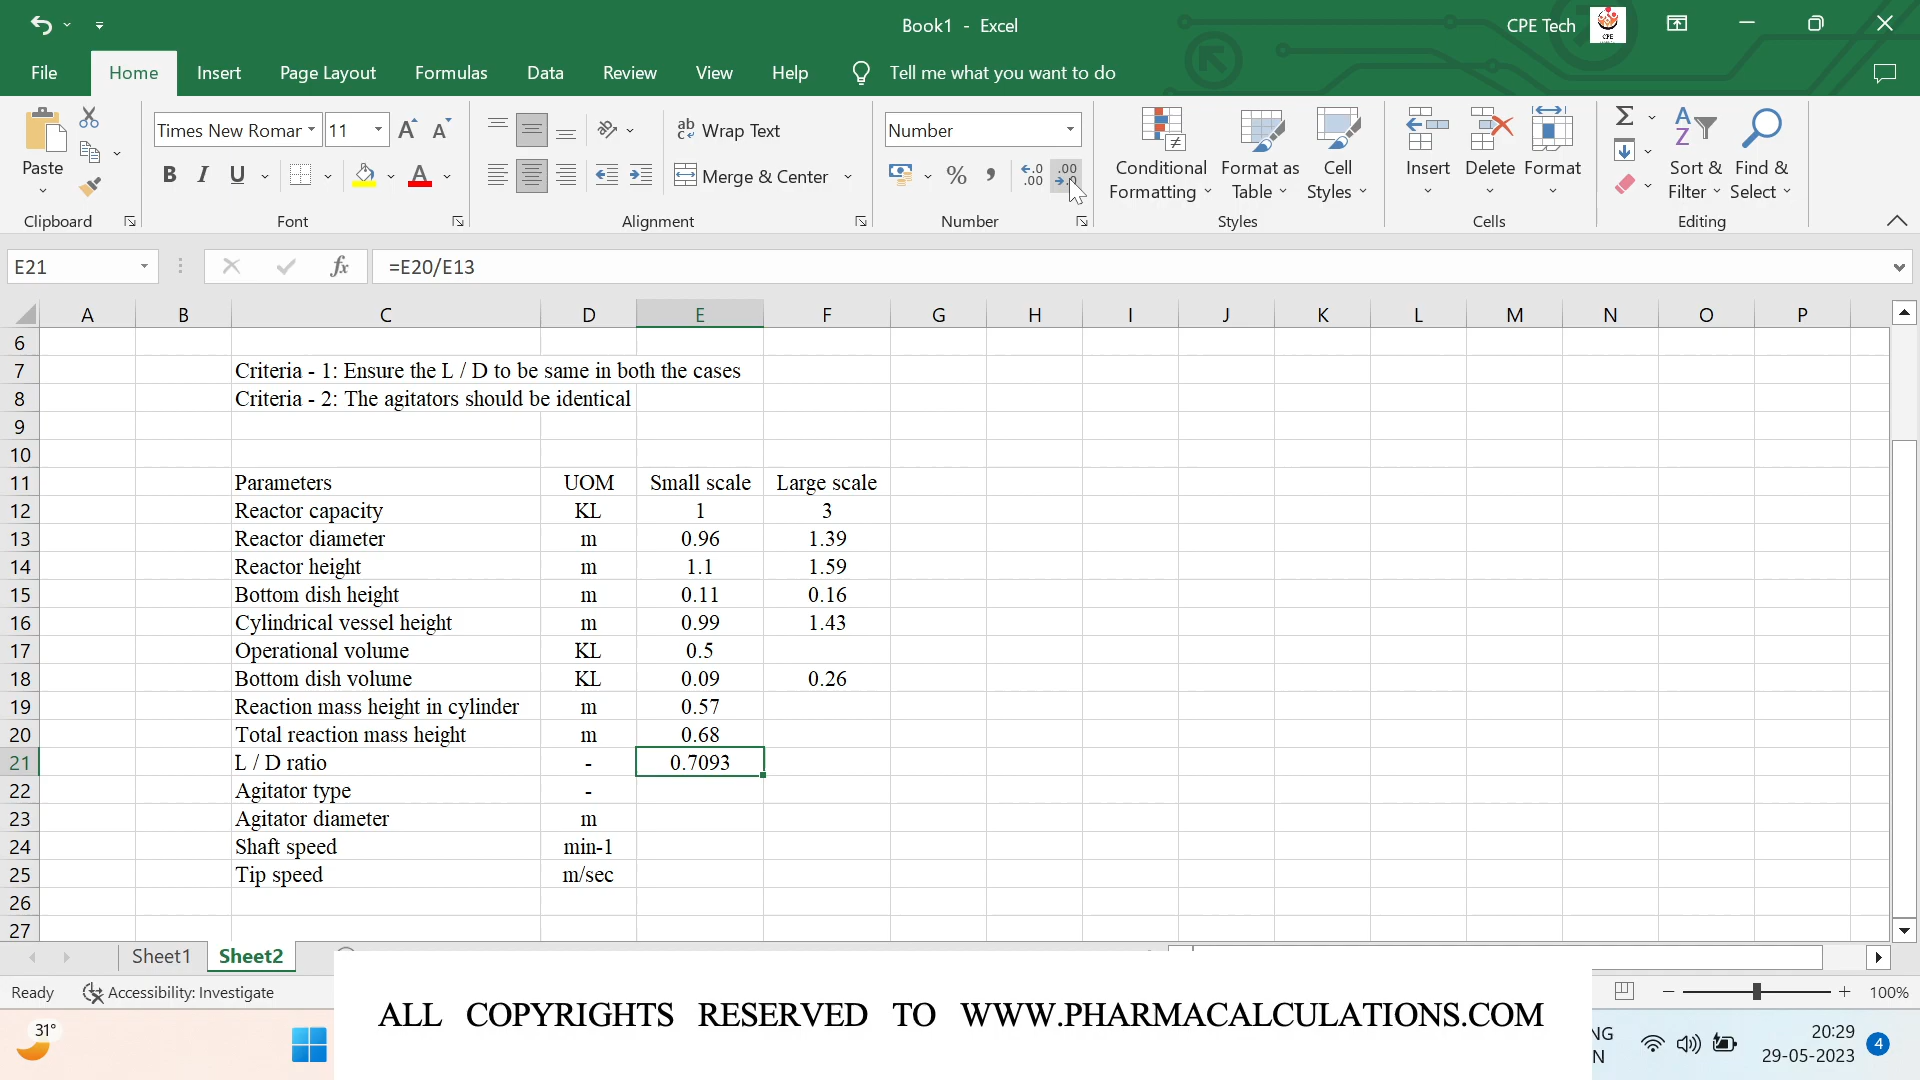 Book1 - Excel
CPE Tech
File Home Insert Page Layout Formulas Data Review View Help Tell me what you want to do
Paste
Clipboard
Times New Romar 11
B I U
Font
Wrap Text
Merge & Center
Alignment
Number
Number
Conditional Formatting
Format as Table
Cell Styles
Styles
Insert Delete Format
Cells
Sort & Filter
Find & Select
Editing
E21 fx =E20/E13
A B C D E F G H I J K L M N O P
6
7 Criteria - 1: Ensure the L / D to be same in both the cases
8 Criteria - 2: The agitators should be identical
9
10
11 Parameters UOM Small scale Large scale
12 Reactor capacity KL 1 3
13 Reactor diameter m 0.96 1.39
14 Reactor height m 1.1 1.59
15 Bottom dish height m 0.11 0.16
16 Cylindrical vessel height m 0.99 1.43
17 Operational volume KL 0.5
18 Bottom dish volume KL 0.09 0.26
19 Reaction mass height in cylinder m 0.57
20 Total reaction mass height m 0.68
21 L / D ratio - 0.7093
22 Agitator type -
23 Agitator diameter m
24 Shaft speed min-1
25 Tip speed m/sec
26
27
Sheet1 Sheet2
Ready Accessibility: Investigate 100%
ALL COPYRIGHTS RESERVED TO WWW.PHARMACALCULATIONS.COM
31°
20:29
29-05-2023
4